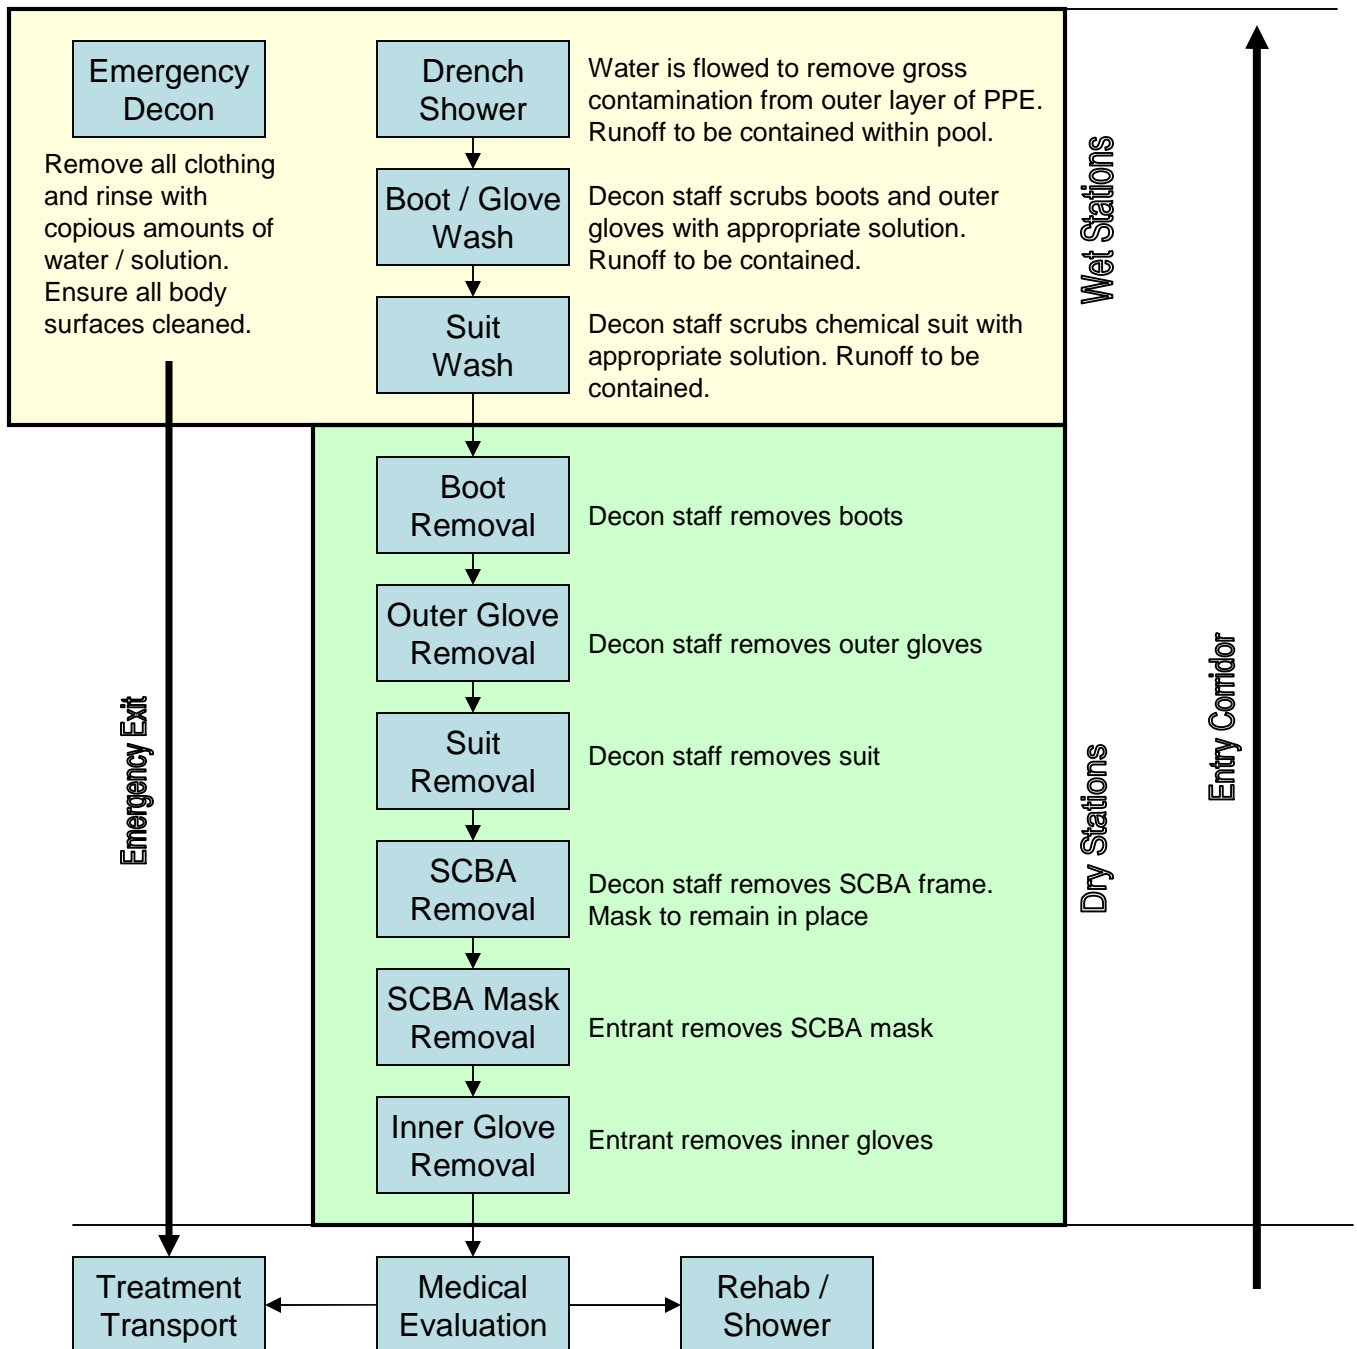 Emergency
Decon
Remove all clothing
and rinse with
copious amounts of
water / solution.
Ensure all body
surfaces cleaned.
Drench
Shower
Water is flowed to remove gross
contamination from outer layer of PPE.
Runoff to be contained within pool.
Boot / Glove
Wash
Decon staff scrubs boots and outer
gloves with appropriate solution.
Runoff to be contained.
Suit
Wash
Decon staff scrubs chemical suit with
appropriate solution. Runoff to be
contained.
Wet Stations
Boot
Removal
Decon staff removes boots
Outer Glove
Removal
Decon staff removes outer gloves
Suit
Removal
Decon staff removes suit
SCBA
Removal
Decon staff removes SCBA frame.
Mask to remain in place
SCBA Mask
Removal
Entrant removes SCBA mask
Inner Glove
Removal
Entrant removes inner gloves
Dry Stations
Emergency Exit
Entry Corridor
Treatment
Transport
Medical
Evaluation
Rehab /
Shower